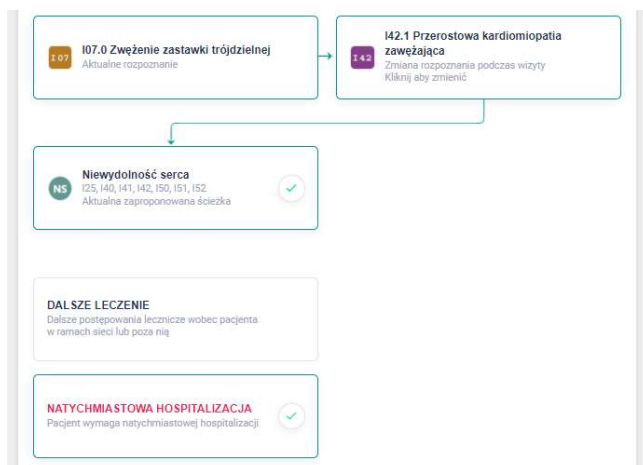 I07
I07.0 Zwężenie zastawki trójdzielnej
Aktualne rozpoznanie
I42
I42.1 Przerostowa kardiomiopatia
zawężająca
Zmiana rozpoznania podczas wizyty
Kliknij aby zmienić
NS
Niewydolność serca
I25, I40, I41, I42, I50, I51, I52
Aktualna zaproponowana ścieżka
DALSZE LECZENIE
Dalsze postępowania lecznicze wobec pacjenta
w ramach sieci lub poza nią
NATYCHMIASTOWA HOSPITALIZACJA
Pacjent wymaga natychmiastowej hospitalizacji